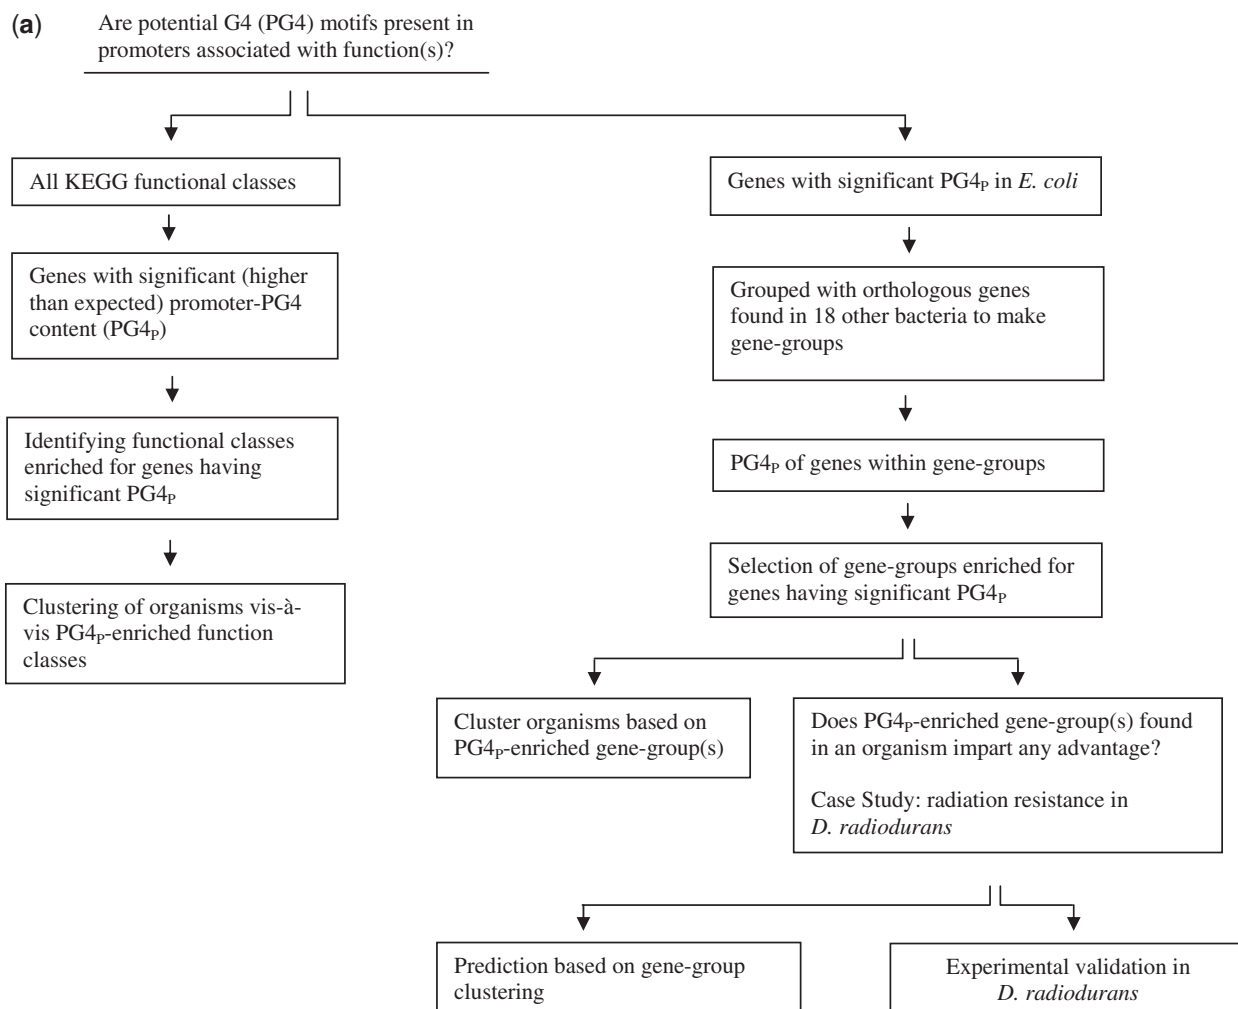 (a)
Are potential G4 (PG4) motifs present in
promoters associated with function(s)?
All KEGG functional classes
Genes with significant (higher
than expected) promoter-PG4
content (PG4P)
Identifying functional classes
enriched for genes having
significant PG4P
Clustering of organisms vis-à-
vis PG4P-enriched function
classes
Genes with significant PG4P in E. coli
Grouped with orthologous genes
found in 18 other bacteria to make
gene-groups
PG4P of genes within gene-groups
Selection of gene-groups enriched for
genes having significant PG4P
Cluster organisms based on
PG4P-enriched gene-group(s)
Does PG4P-enriched gene-group(s) found
in an organism impart any advantage?
Case Study: radiation resistance in
D. radiodurans
Prediction based on gene-group
clustering
Experimental validation in
D. radiodurans